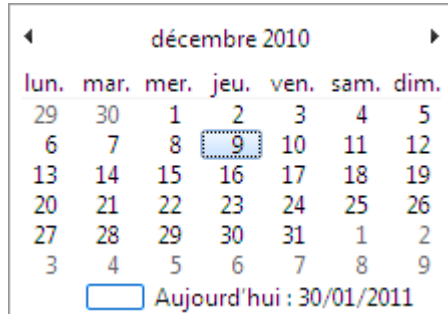 décembre 2010
lun. mar. mer. jeu. ven. sam. dim.
29 30 1 2 3 4 5
6 7 8 9 10 11 12
13 14 15 16 17 18 19
20 21 22 23 24 25 26
27 28 29 30 31 1 2
3 4 5 6 7 8 9
Aujourd'hui : 30/01/2011